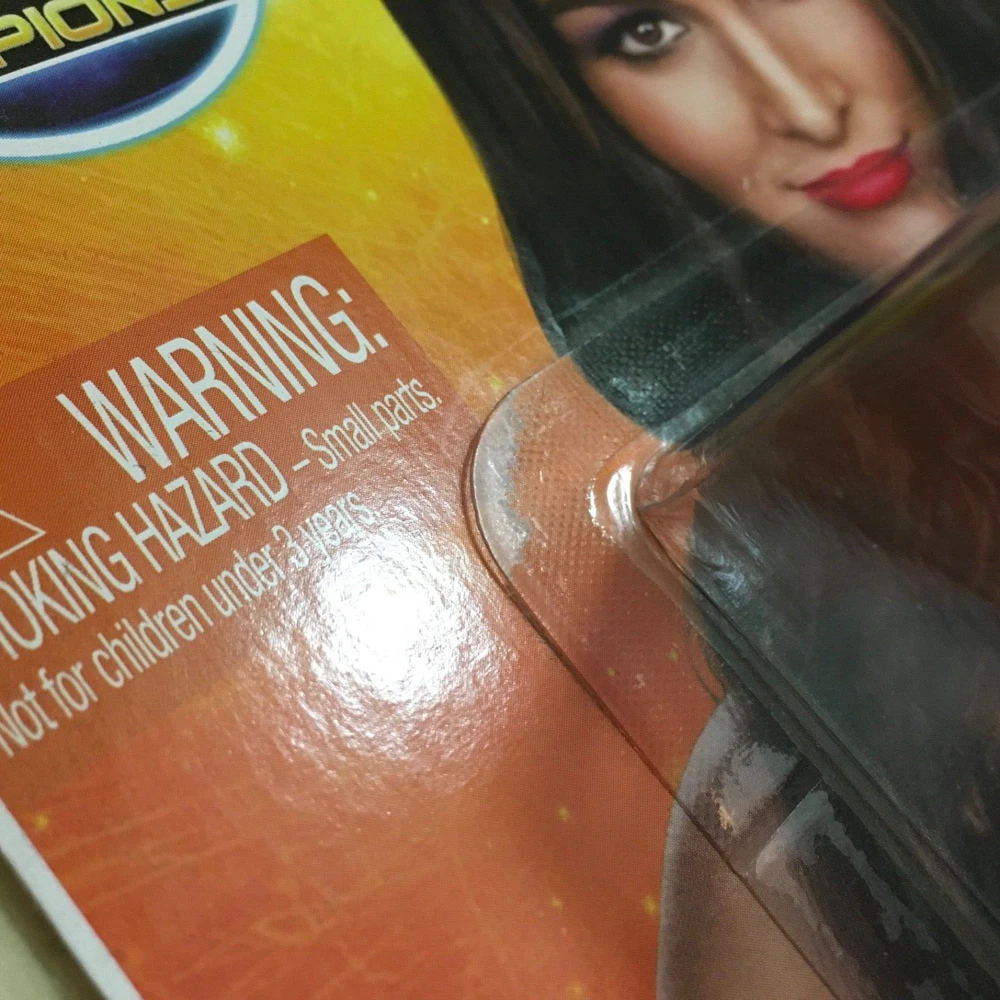 PION
WARNING:
OKING HAZARD – Small parts.
Not for children under 3 years.